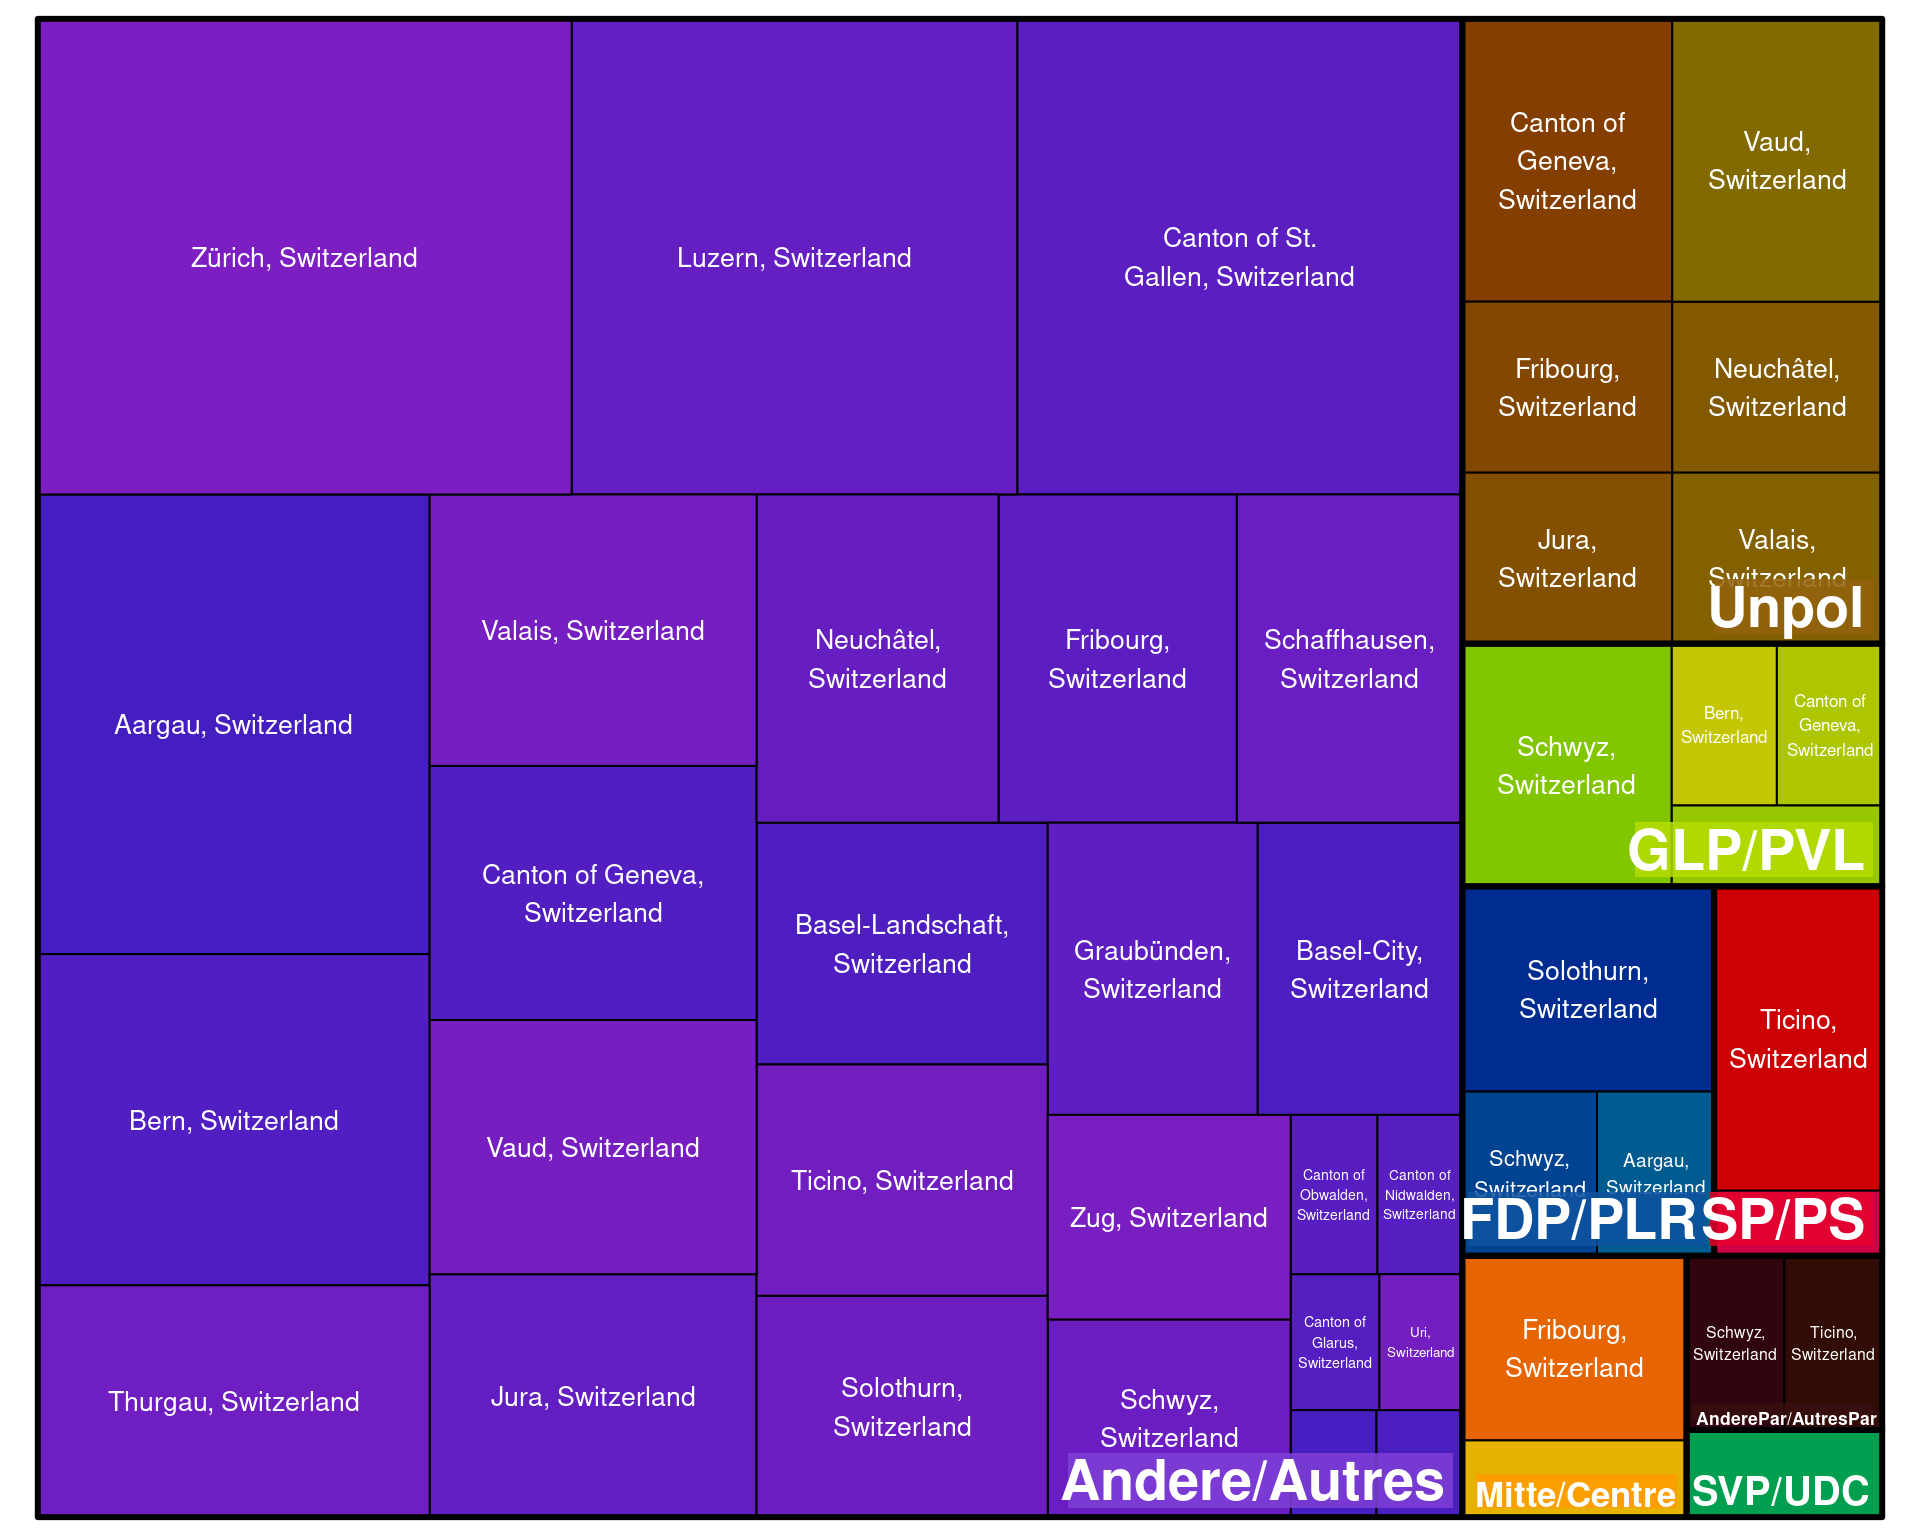 Zürich, Switzerland
Luzern, Switzerland
Canton of St.
Gallen, Switzerland
Aargau, Switzerland
Bern, Switzerland
Thurgau, Switzerland
Valais, Switzerland
Canton of Geneva,
Switzerland
Vaud, Switzerland
Jura, Switzerland
Neuchâtel,
Switzerland
Fribourg,
Switzerland
Schaffhausen,
Switzerland
Basel-Landschaft,
Switzerland
Ticino, Switzerland
Solothurn,
Switzerland
Graubünden,
Switzerland
Basel-City,
Switzerland
Zug, Switzerland
Schwyz,
Switzerland
Canton of
Obwalden,
Switzerland
Canton of
Nidwalden,
Switzerland
Canton of
Glarus,
Switzerland
Uri,
Switzerland
Andere/Autres
Canton of
Geneva,
Switzerland
Vaud,
Switzerland
Fribourg,
Switzerland
Neuchâtel,
Switzerland
Jura,
Switzerland
Valais,
Switzerland
Unpol
Schwyz,
Switzerland
Bern,
Switzerland
Canton of
Geneva,
Switzerland
GLP/PVL
Solothurn,
Switzerland
Schwyz,
Switzerland
Aargau,
Switzerland
FDP/PLR
Ticino,
Switzerland
SP/PS
Fribourg,
Switzerland
Mitte/Centre
Schwyz,
Switzerland
Ticino,
Switzerland
AnderePar/AutresPar
SVP/UDC